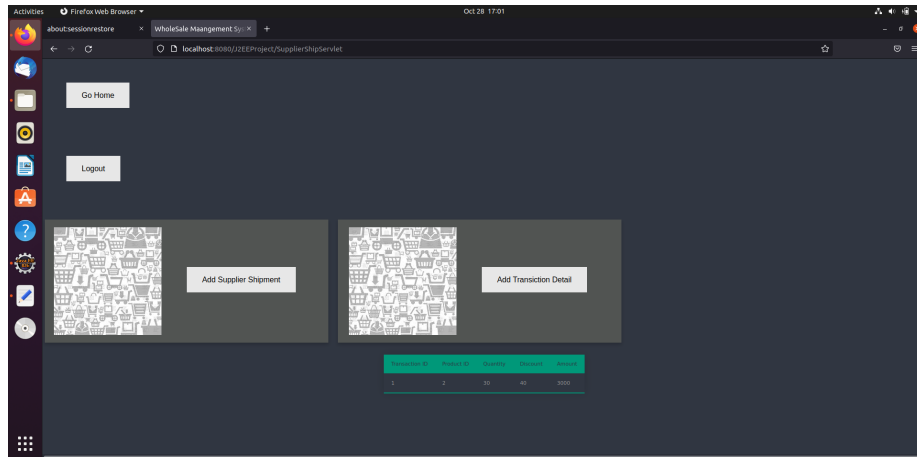 Activities Firefox Web Browser Oct 28 17:01
about:sessionrestore × WholeSale Maangement Sy × +
localhost:8080/J2EEProject/SupplierShipServlet
Go Home
Logout
Add Supplier Shipment Add Transiction Detail
Transaction ID Product ID Quantity Discount Amount
1 2 30 40 3000